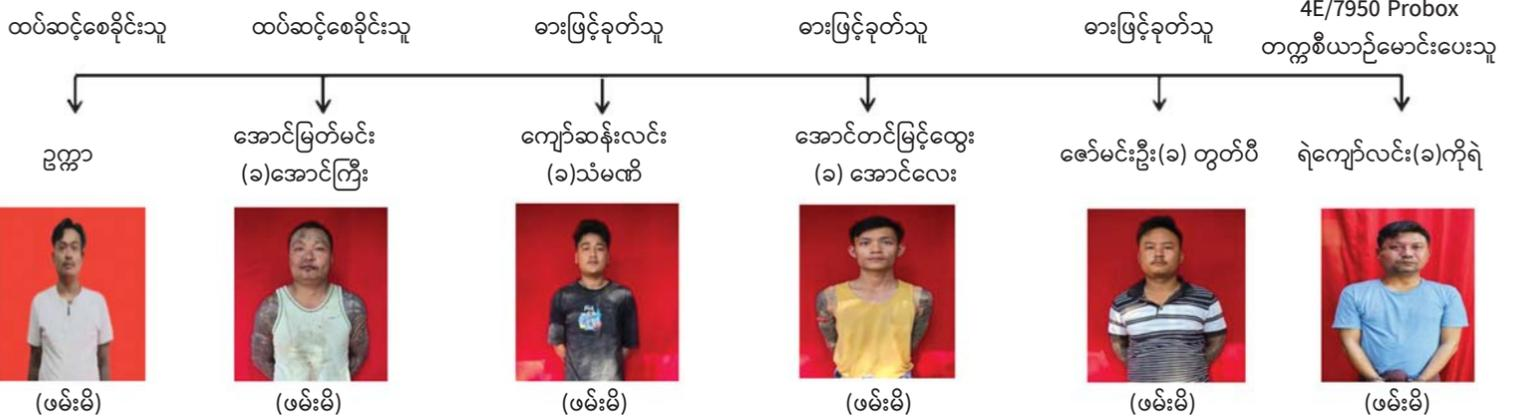 ထပ်ဆင့်စေခိုင်းသူ
ထပ်ဆင့်စေခိုင်းသူ
ဓားဖြင့်ခုတ်သူ
ဓားဖြင့်ခုတ်သူ
ဓားဖြင့်ခုတ်သူ
4E/7950 Probox
တက္ကစီယာဉ်မောင်းပေးသူ
ဥက္ကာ
အောင်မြတ်မင်း
(ခ)အောင်ကြီး
ကျော်ဆန်းလင်း
(ခ)သံမဏိ
အောင်တင်မြင့်ထွေး
(ခ) အောင်လေး
ဇော်မင်းဦး(ခ) တွတ်ပီ
ရဲကျော်လင်း(ခ)ကိုရဲ
(ဖမ်းမိ)
(ဖမ်းမိ)
(ဖမ်းမိ)
(ဖမ်းမိ)
(ဖမ်းမိ)
(ဖမ်းမိ)